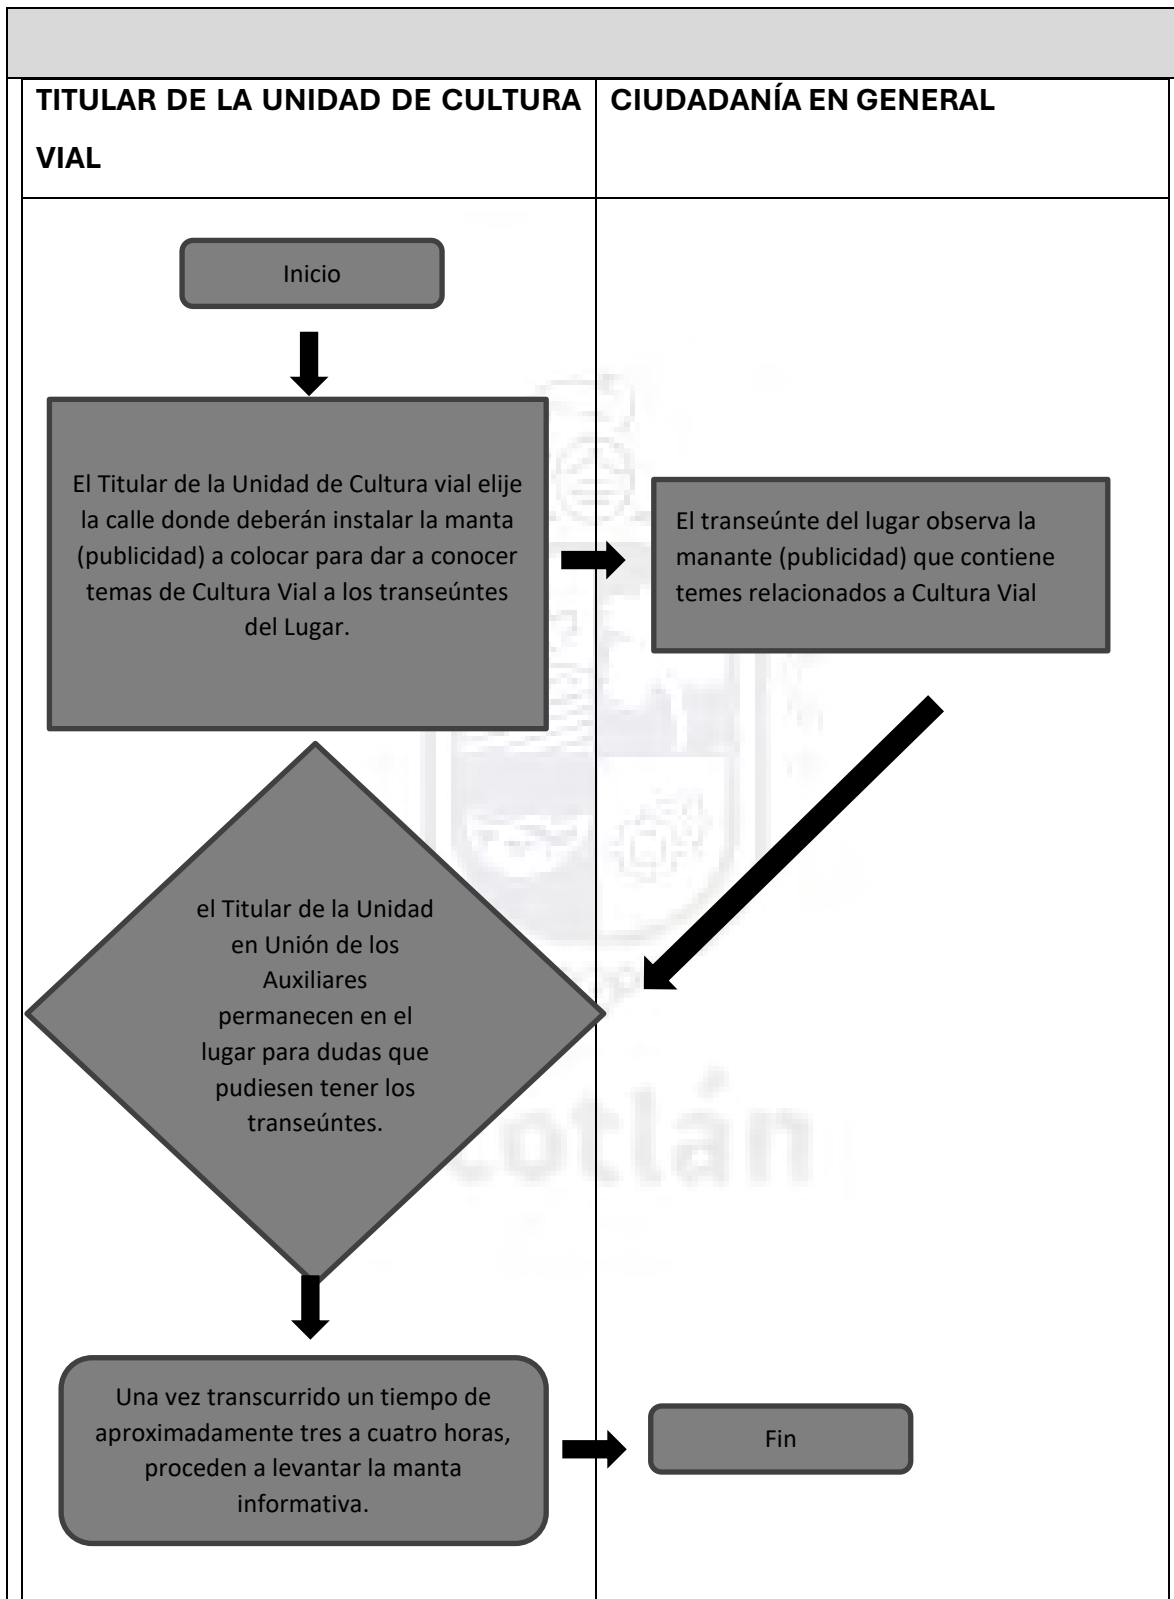 TITULAR DE LA UNIDAD DE CULTURA
VIAL
CIUDADANÍA EN GENERAL
Inicio
El Titular de la Unidad de Cultura vial elije
la calle donde deberán instalar la manta
(publicidad) a colocar para dar a conocer
temas de Cultura Vial a los transeúntes
del Lugar.
El transeúnte del lugar observa la
manante (publicidad) que contiene
temes relacionados a Cultura Vial
el Titular de la Unidad
en Unión de los
Auxiliares
permanecen en el
lugar para dudas que
pudiesen tener los
transeúntes.
Una vez transcurrido un tiempo de
aproximadamente tres a cuatro horas,
proceden a levantar la manta
informativa.
Fin